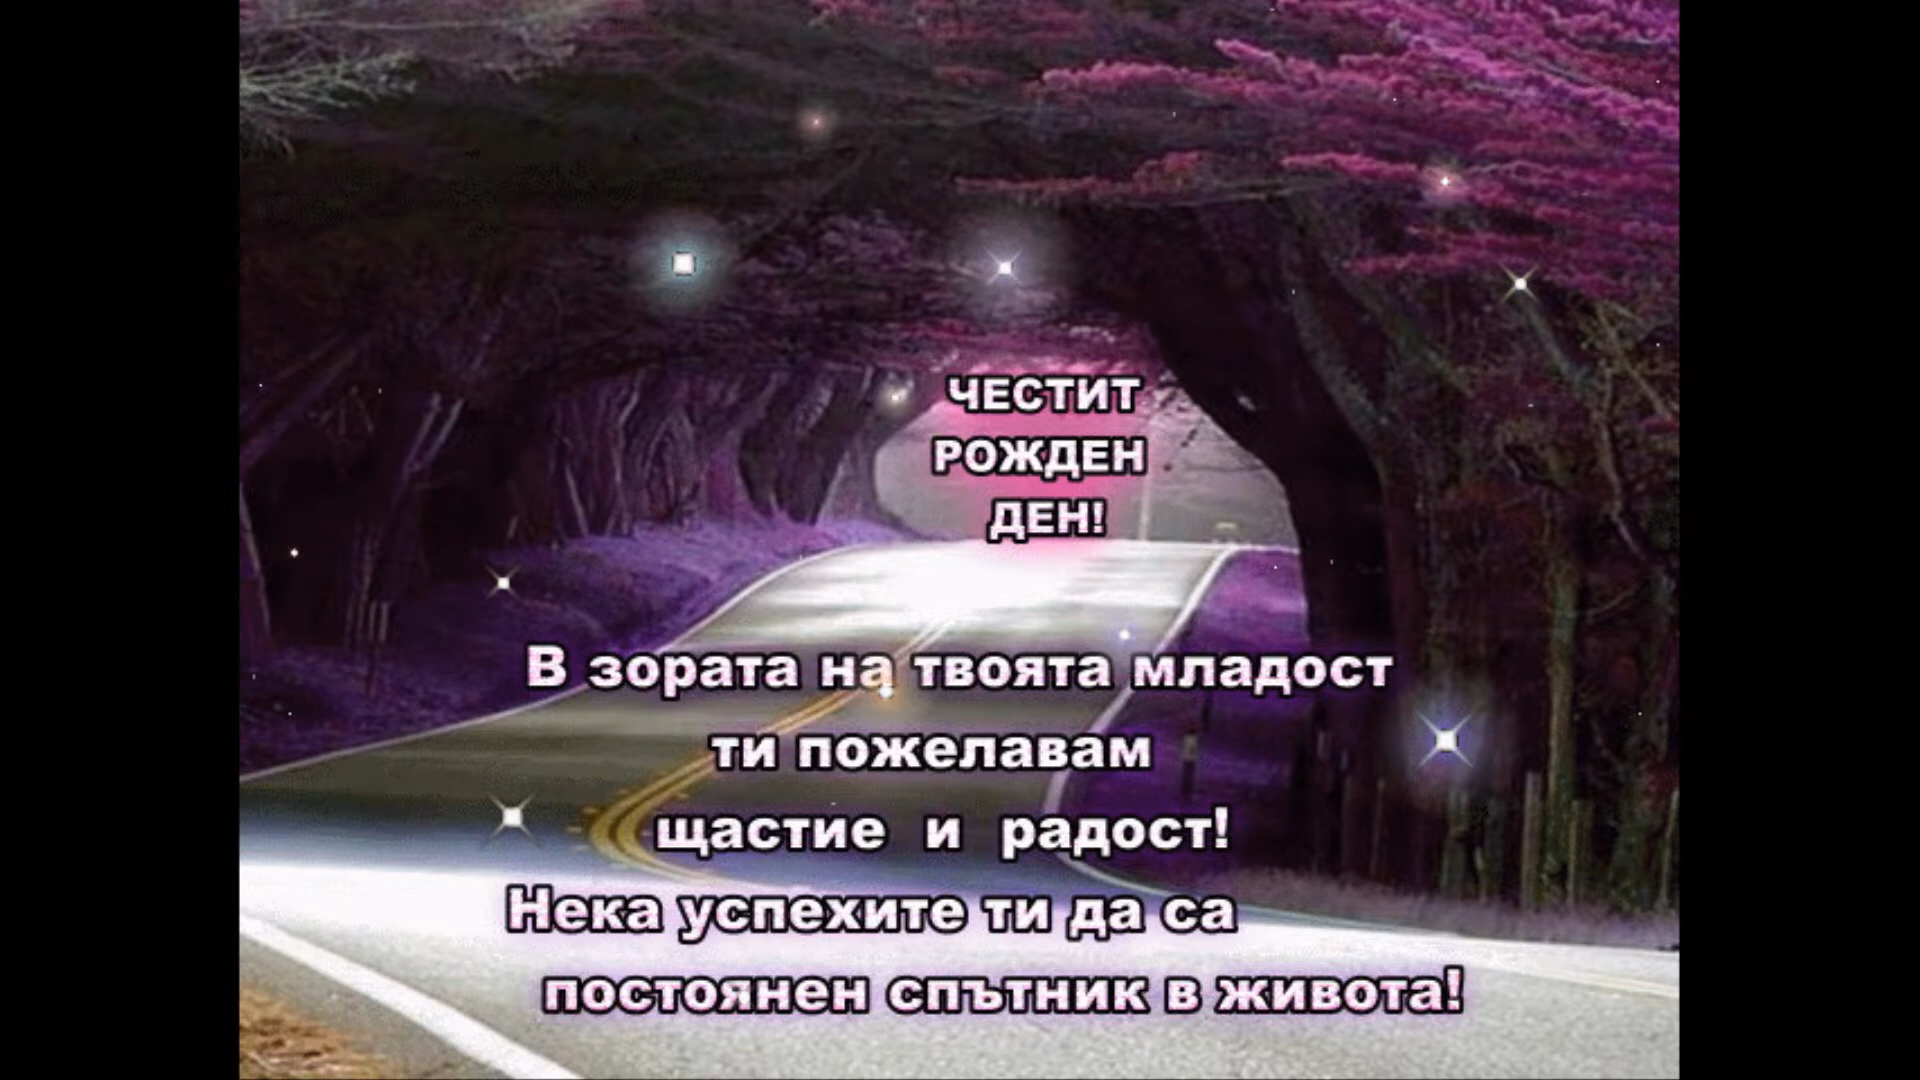 ЧЕСТИТ
РОЖДЕН
ДЕН!
В зората на твоята младост
ти пожелавам
щастие и радост!
Нека успехите ти да са
постоянен спътник в живота!